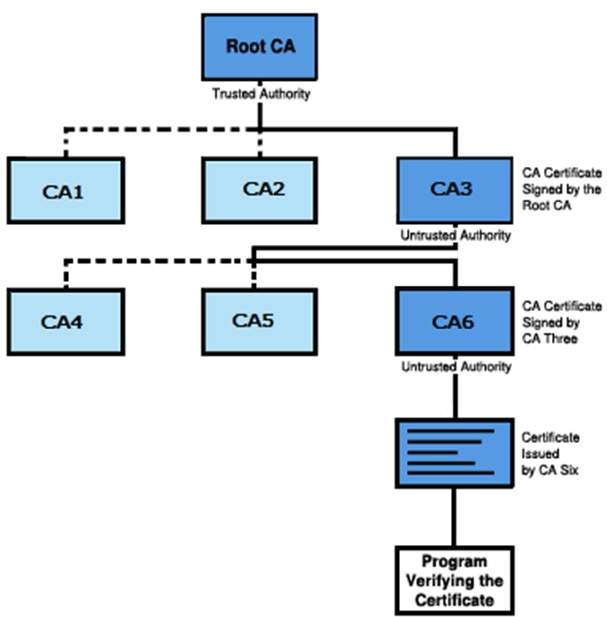 Root CA
Trusted Authority
CA1
CA2
CA3
CA Certificate
Signed by the
Root CA
Untrusted Authority
CA4
CA5
CA6
CA Certificate
Signed by
CA Three
Untrusted Authority
Certificate
Issued
by CA Six
Program
Verifying the
Certificate